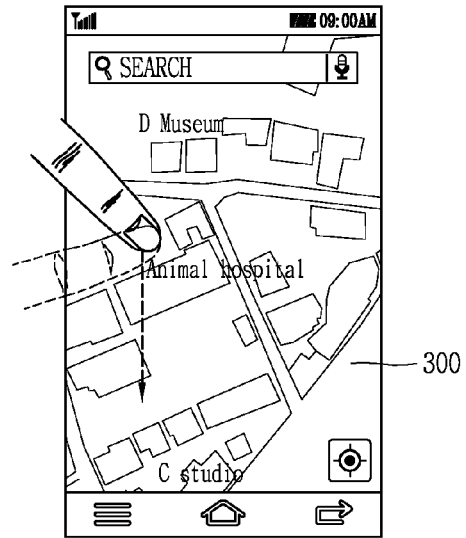 09:00AM
SEARCH
D Museum
Animal hospital
300
C studio